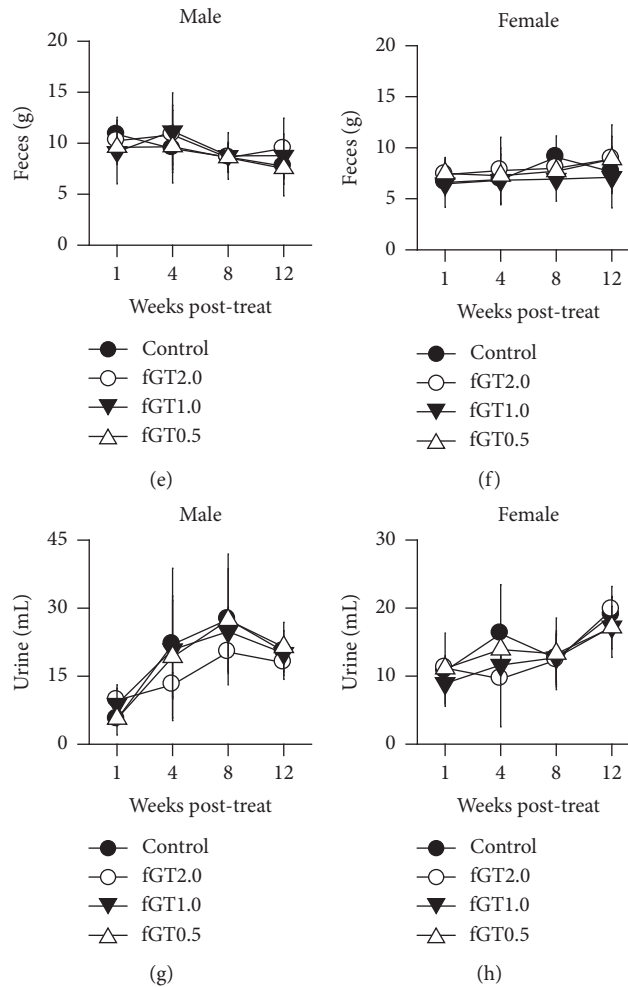 Male
20
15
10
5
0
Feces (g)
1 4 8 12
Weeks post-treat
Control
fGT2.0
fGT1.0
fGT0.5
(e)
Female
20
15
10
5
0
Feces (g)
1 4 8 12
Weeks post-treat
Control
fGT2.0
fGT1.0
fGT0.5
(f)
Male
45
30
15
0
Urine (mL)
1 4 8 12
Weeks post-treat
Control
fGT2.0
fGT1.0
fGT0.5
(g)
Female
30
20
10
0
Urine (mL)
1 4 8 12
Weeks post-treat
Control
fGT2.0
fGT1.0
fGT0.5
(h)